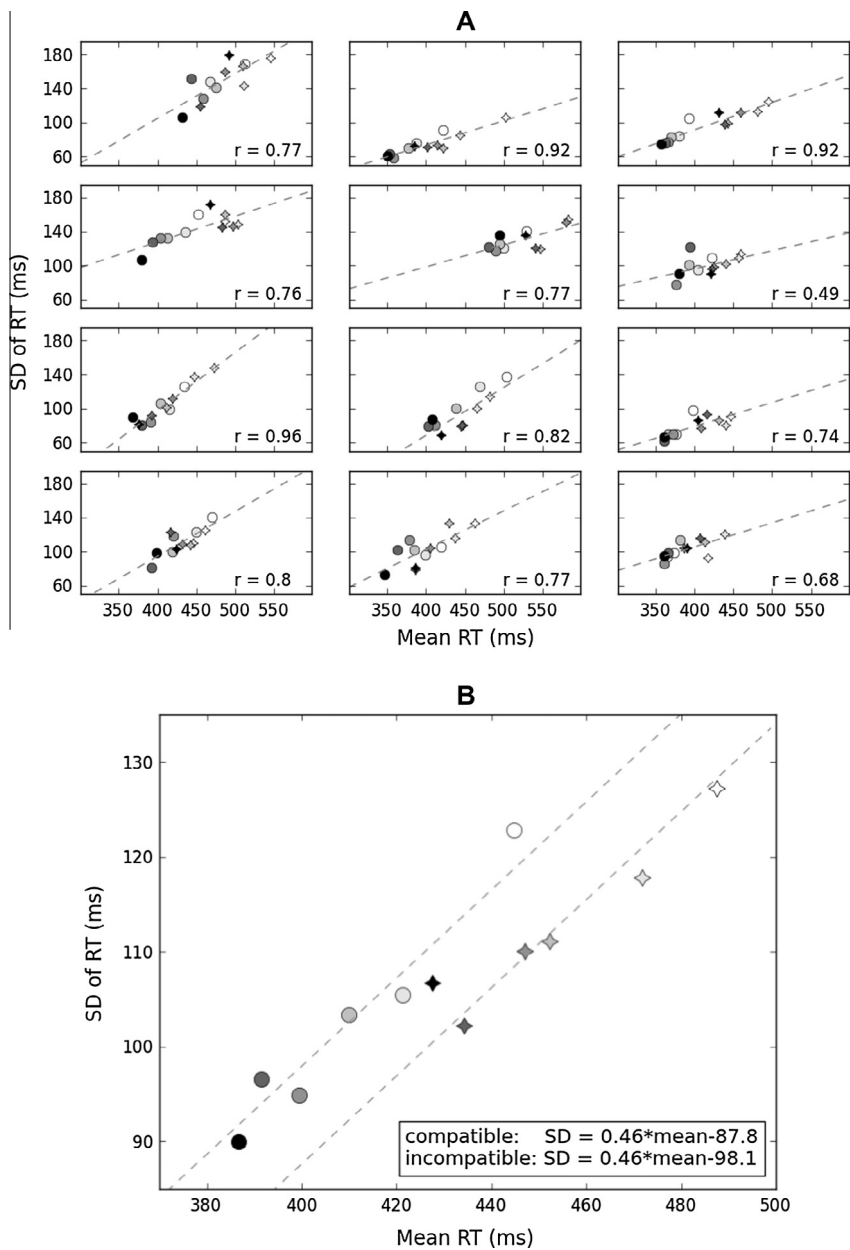 A
180
140
100
60
r = 0.77
r = 0.92
r = 0.92
180
140
100
60
r = 0.76
r = 0.77
r = 0.49
180
140
100
60
r = 0.96
r = 0.82
r = 0.74
180
140
100
60
r = 0.8
r = 0.77
r = 0.68
350 400 450 500 550
350 400 450 500 550
350 400 450 500 550
SD of RT (ms)
Mean RT (ms)
B
130
120
110
100
90
SD of RT (ms)
compatible: SD = 0.46*mean-87.8
incompatible: SD = 0.46*mean-98.1
380 400 420 440 460 480 500
Mean RT (ms)